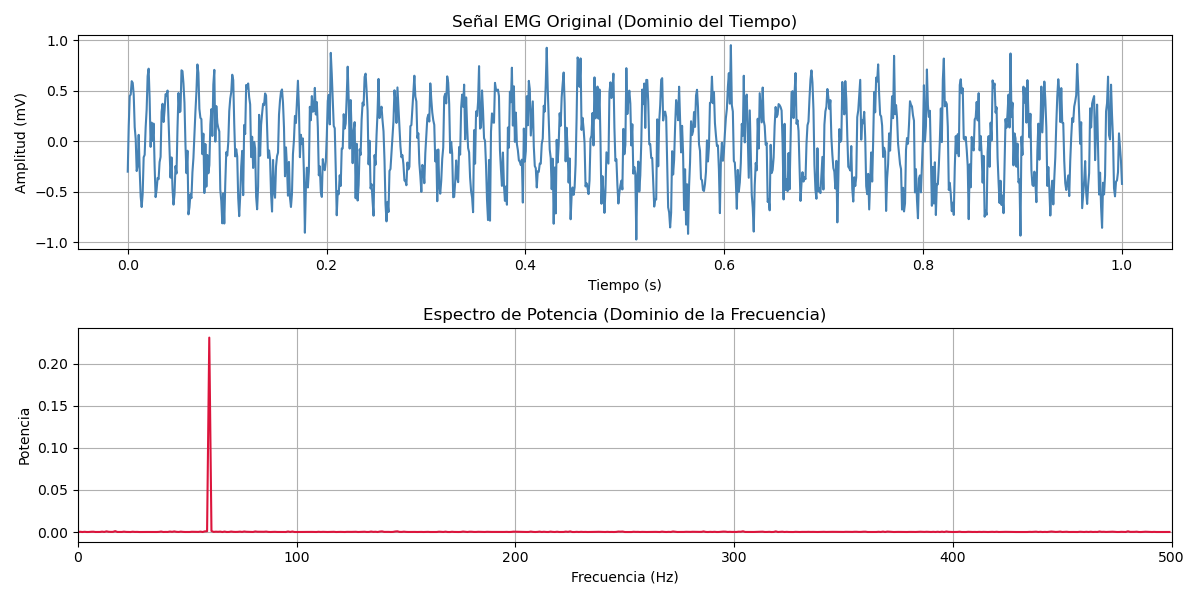 Señal EMG Original (Dominio del Tiempo)
1.0
0.5
0.0
−0.5
−1.0
Amplitud (mV)
0.0 0.2 0.4 0.6 0.8 1.0
Tiempo (s)
Espectro de Potencia (Dominio de la Frecuencia)
0.20
0.15
0.10
0.05
0.00
Potencia
0 100 200 300 400 500
Frecuencia (Hz)